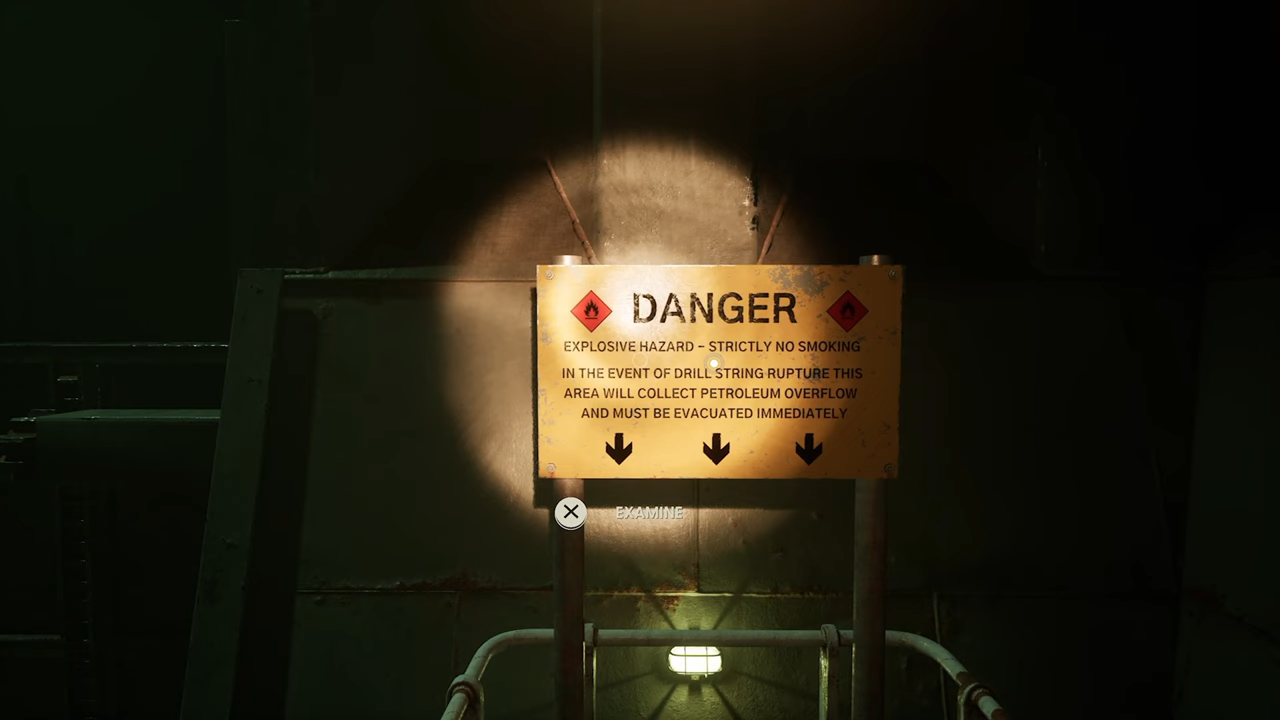 DANGER
EXPLOSIVE HAZARD - STRICTLY NO SMOKING
IN THE EVENT OF DRILL STRING RUPTURE THIS
AREA WILL COLLECT PETROLEUM OVERFLOW
AND MUST BE EVACUATED IMMEDIATELY
EXAMINE